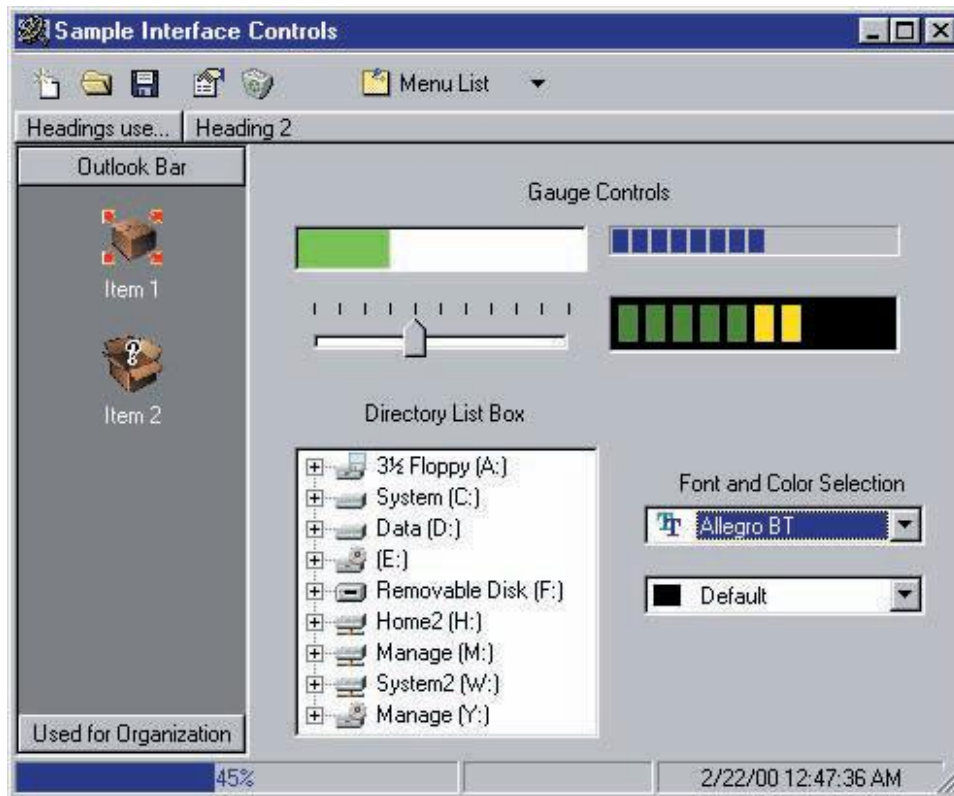 Sample Interface Controls
Menu List
Headings use... Heading 2
Outlook Bar
Item 1
Item 2
Used for Organization
Gauge Controls
Directory List Box
3½ Floppy (A:)
System (C:)
Data (D:)
(E:)
Removable Disk (F:)
Home2 (H:)
Manage (M:)
System2 (W:)
Manage (Y:)
Font and Color Selection
Allegro BT
Default
45%
2/22/00 12:47:36 AM